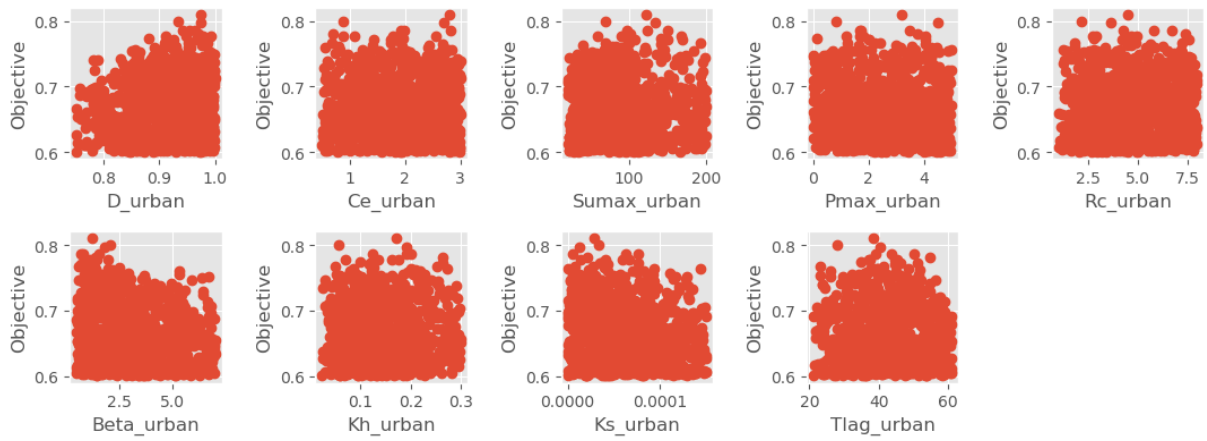 Objective 0.8 0.7 0.6
0.8 0.9 1.0
D_urban
Objective 0.8 0.7 0.6
1 2 3
Ce_urban
Objective 0.8 0.7 0.6
100 200
Sumax_urban
Objective 0.8 0.7 0.6
0 2 4
Pmax_urban
Objective 0.8 0.7 0.6
2.5 5.0 7.5
Rc_urban
Objective 0.8 0.7 0.6
2.5 5.0
Beta_urban
Objective 0.8 0.7 0.6
0.1 0.2 0.3
Kh_urban
Objective 0.8 0.7 0.6
0.0000 0.0001
Ks_urban
Objective 0.8 0.7 0.6
20 40 60
Tlag_urban